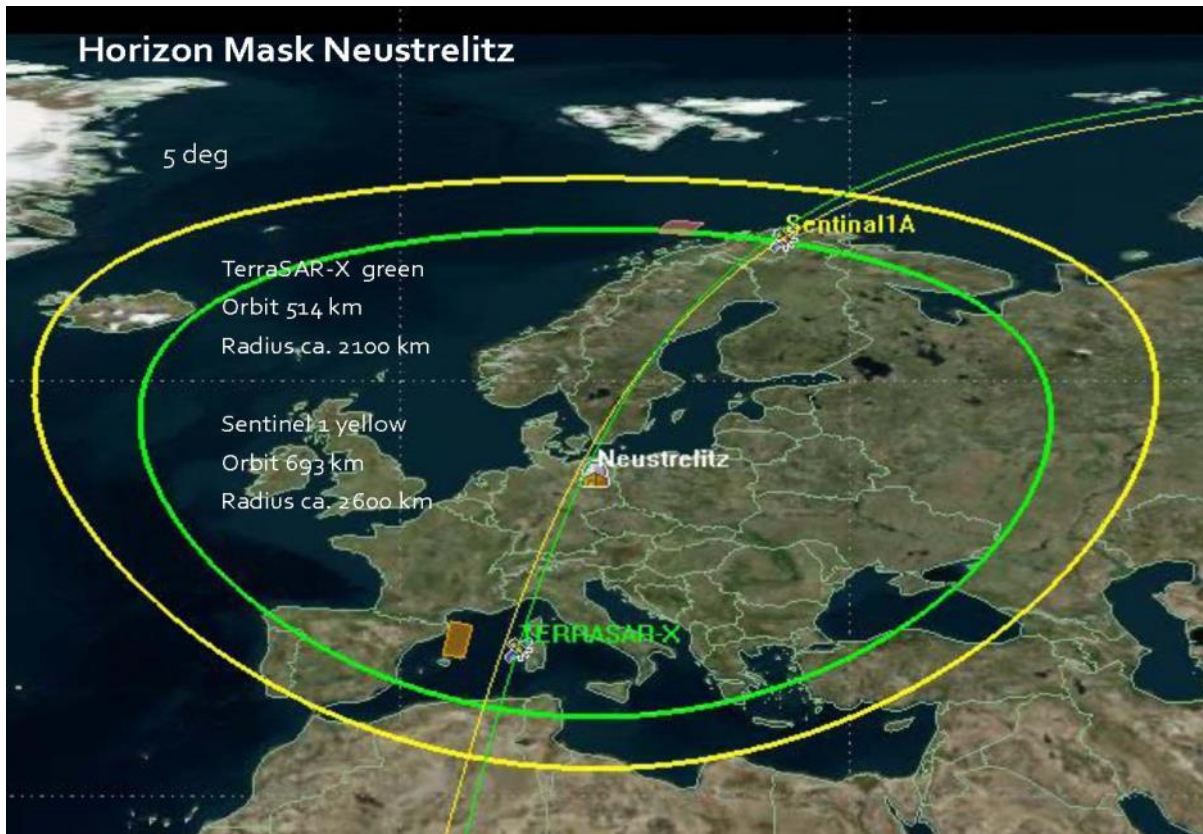 Horizon Mask Neustrelitz
5 deg
Sentinal1A
TerraSAR-X green
Orbit 514 km
Radius ca. 2100 km
Sentinel 1 yellow
Orbit 693 km
Neustrelitz
Radius ca. 2600 km
TERRASAR-X